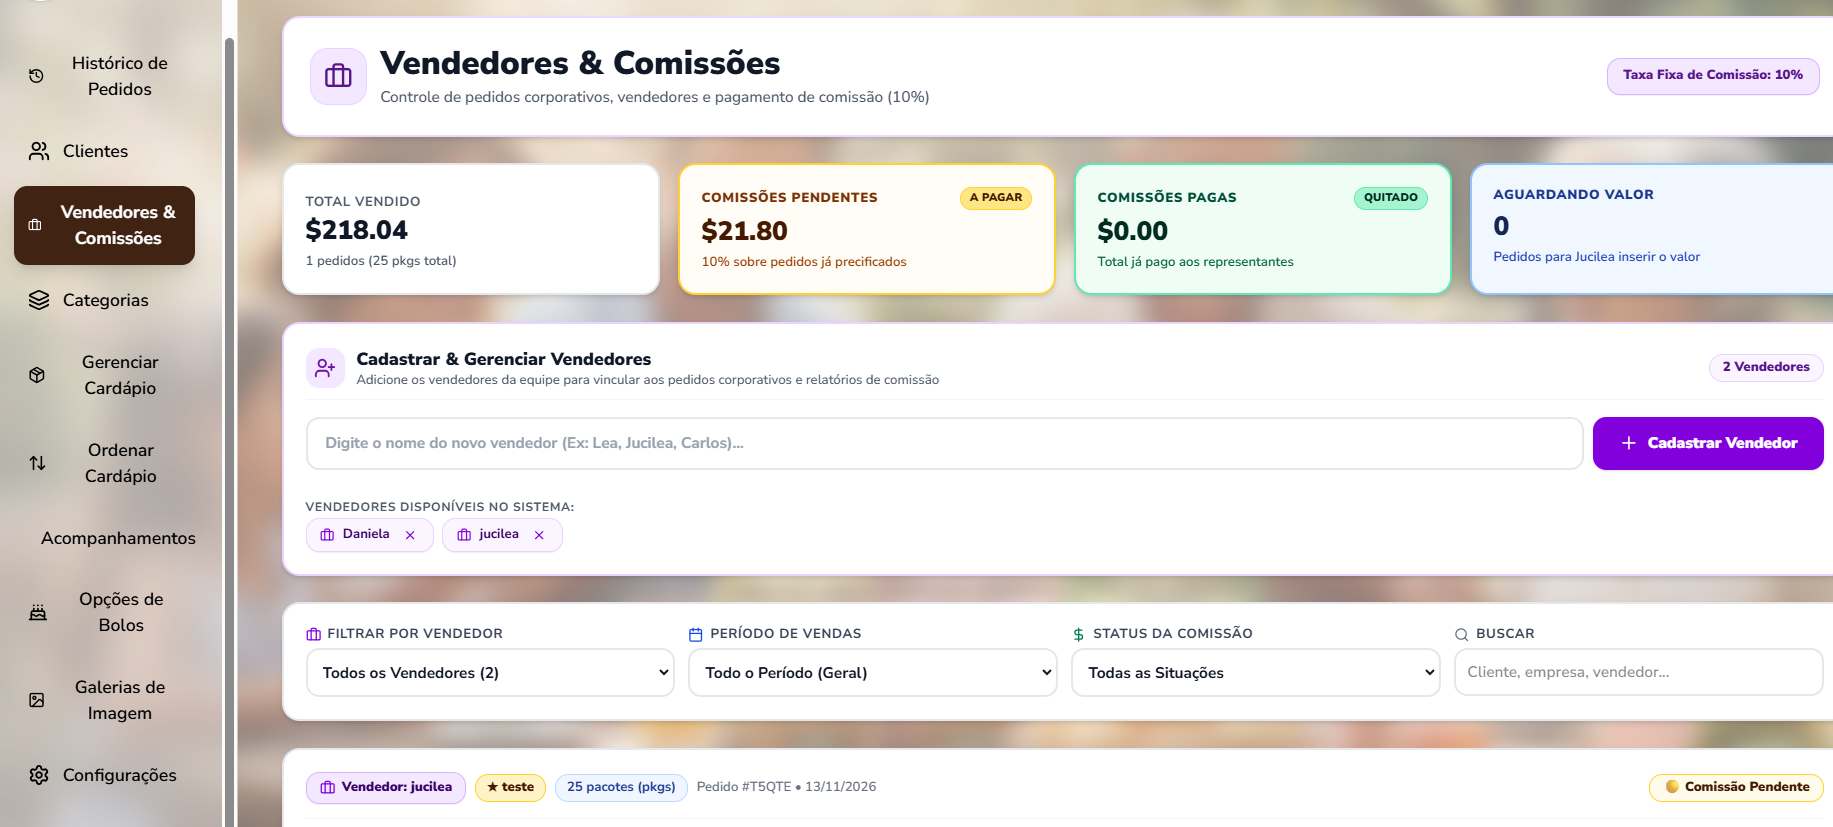 Histórico de
Pedidos
Clientes
Vendedores &
Comissões
Categorias
Gerenciar
Cardápio
Ordenar
Cardápio
Acompanhamentos
Opções de
Bolos
Galerias de
Imagem
Configurações
Vendedores & Comissões
Controle de pedidos corporativos, vendedores e pagamento de comissão (10%)
Taxa Fixa de Comissão: 10%
TOTAL VENDIDO
$218.04
1 pedidos (25 pkgs total)
COMISSÕES PENDENTES
A PAGAR
$21.80
10% sobre pedidos já precificados
COMISSÕES PAGAS
QUITADO
$0.00
Total já pago aos representantes
AGUARDANDO VALOR
0
Pedidos para Jucilea inserir o valor
Cadastrar & Gerenciar Vendedores
Adicione os vendedores da equipe para vincular aos pedidos corporativos e relatórios de comissão
2 Vendedores
Digite o nome do novo vendedor (Ex: Lea, Jucilea, Carlos)...
Cadastrar Vendedor
VENDEDORES DISPONÍVEIS NO SISTEMA:
Daniela
jucilea
FILTRAR POR VENDEDOR
Todos os Vendedores (2)
PERÍODO DE VENDAS
Todo o Período (Geral)
STATUS DA COMISSÃO
Todas as Situações
BUSCAR
Cliente, empresa, vendedor...
Vendedor: jucilea
★ teste
25 pacotes (pkgs)
Pedido #T5QTE • 13/11/2026
Comissão Pendente